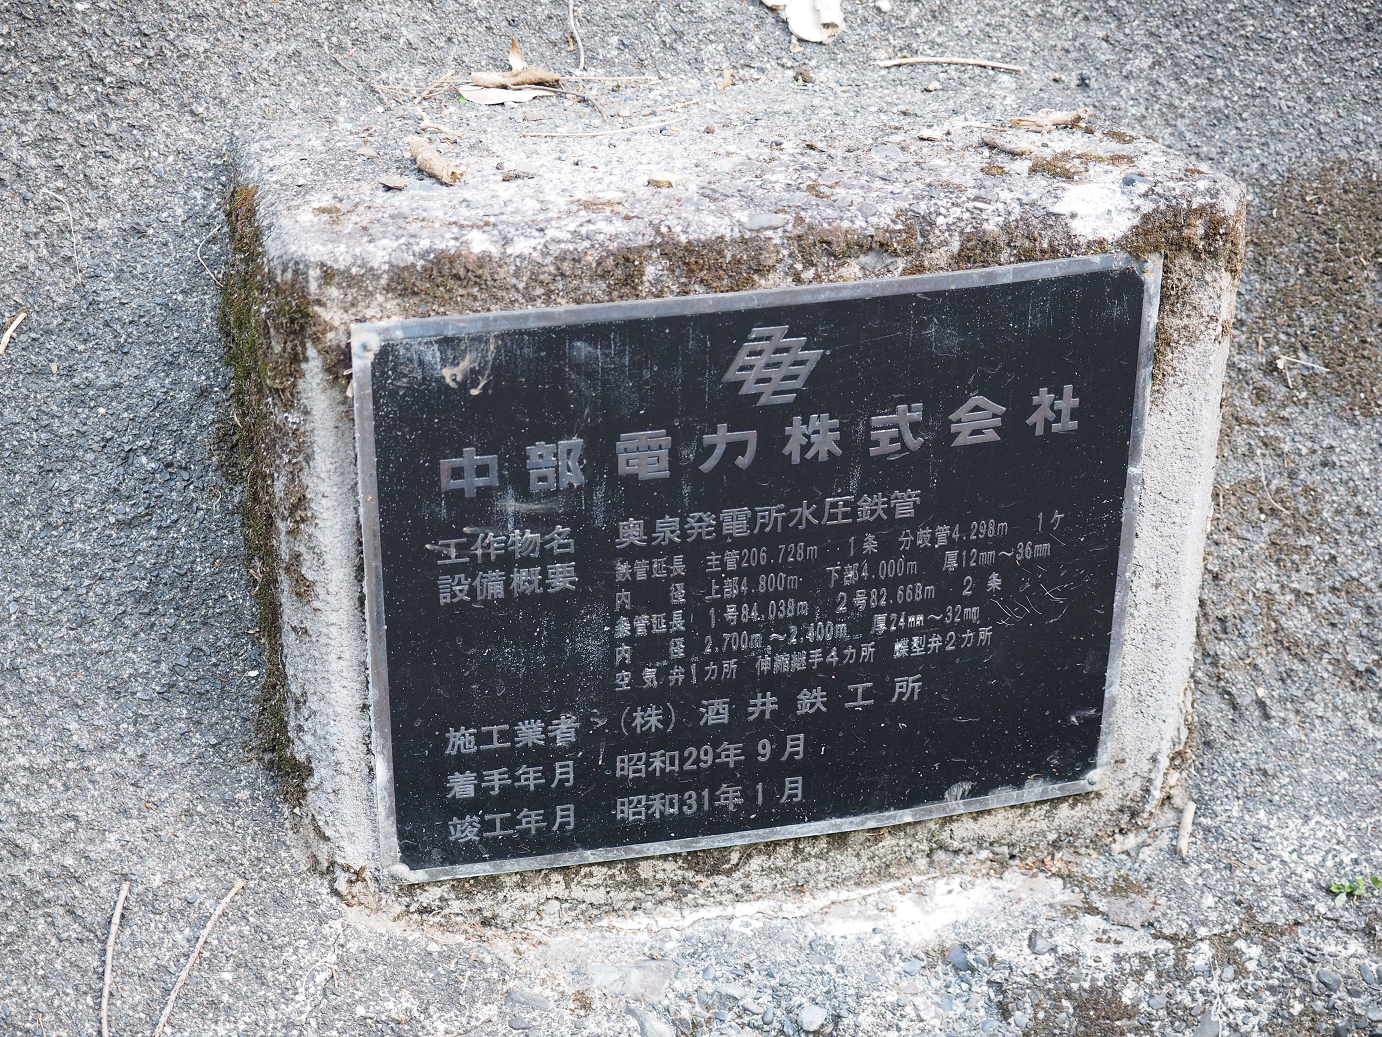 中部電力株式会社
工作物名 奥泉発電所水圧鉄管
設備概要 鉄管延長 主管206.728m 1条 分岐管4.298m 1ケ
内径 上部4.800m 下部4.000m 厚12mm～36mm
条管延長 1号84.038m 2号82.668m 2条
内径 2.700m～2.400m 厚24mm～32mm
空気弁1カ所 伸縮継手4カ所 蝶型弁2カ所
施工業者 (株)酒井鉄工所
着手年月 昭和29年9月
竣工年月 昭和31年1月